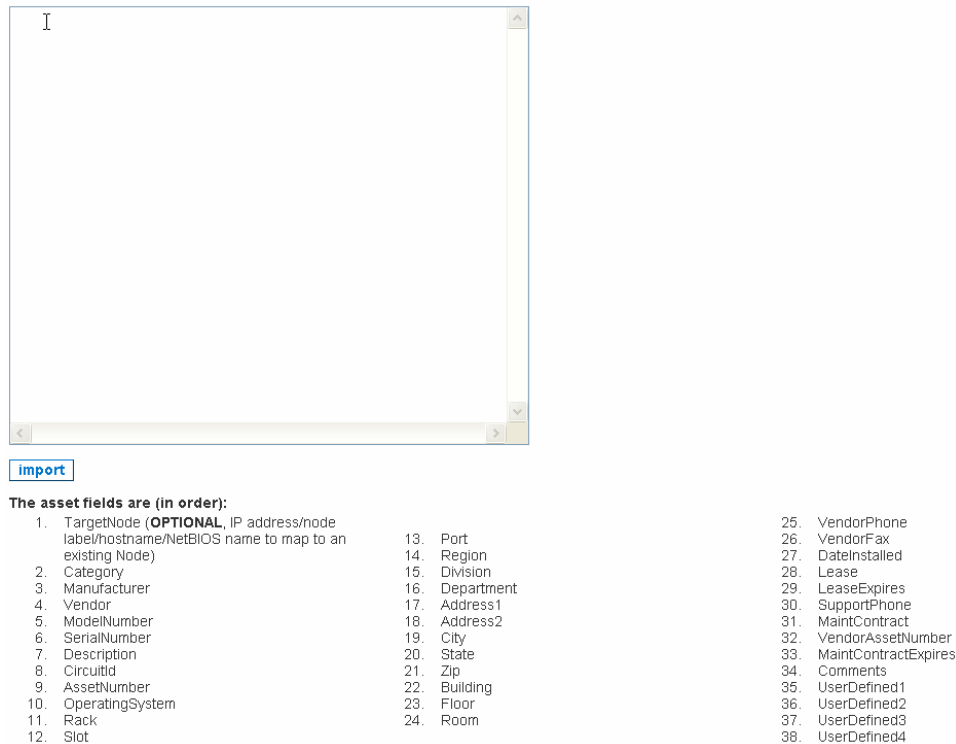 import
The asset fields are (in order):
1. TargetNode (OPTIONAL, IP address/node
label/hostname/NetBIOS name to map to an
existing Node)
2. Category
3. Manufacturer
4. Vendor
5. ModelNumber
6. SerialNumber
7. Description
8. CircuitId
9. AssetNumber
10. OperatingSystem
11. Rack
12. Slot
13. Port
14. Region
15. Division
16. Department
17. Address1
18. Address2
19. City
20. State
21. Zip
22. Building
23. Floor
24. Room
25. VendorPhone
26. VendorFax
27. DateInstalled
28. Lease
29. LeaseExpires
30. SupportPhone
31. MaintContract
32. VendorAssetNumber
33. MaintContractExpires
34. Comments
35. UserDefined1
36. UserDefined2
37. UserDefined3
38. UserDefined4